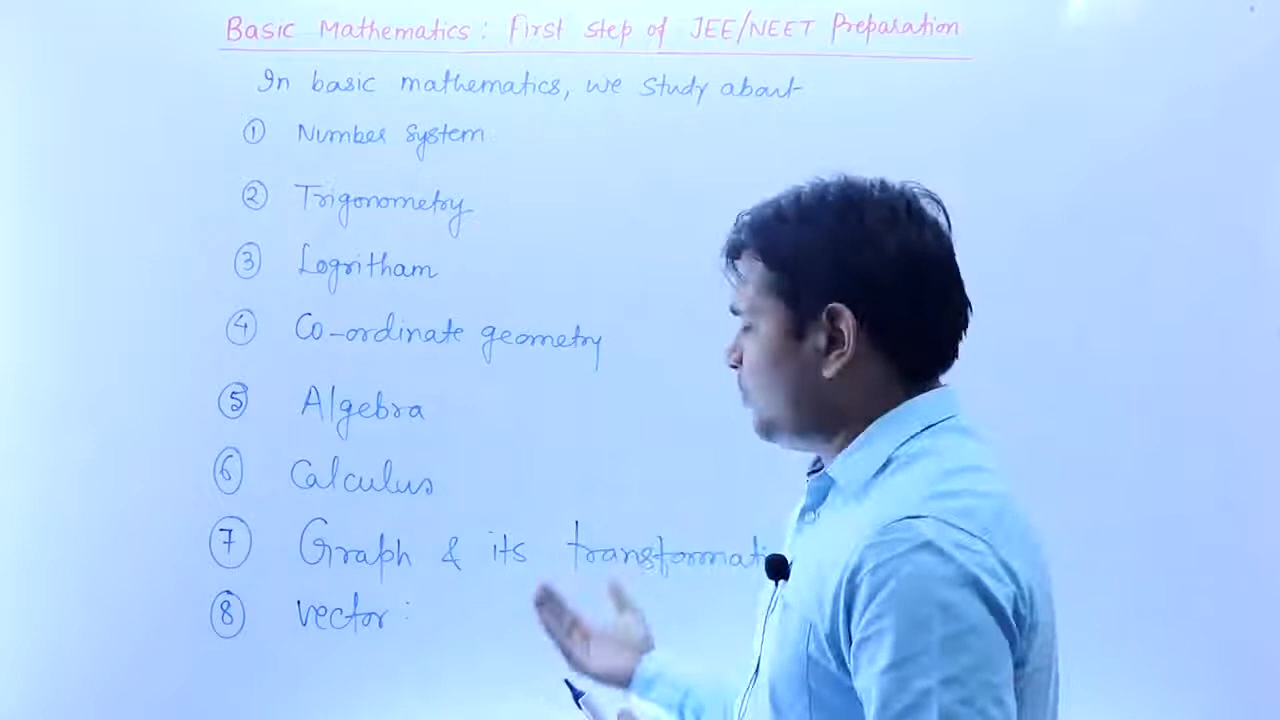 Basic Mathematics: First step of JEE/NEET Preparation
In basic mathematics, we study about
① Number system
② Trigonometry
③ Logritham
④ Co-ordinate geometry
⑤ Algebra
⑥ Calculus
⑦ Graph & its transformati
⑧ vector: